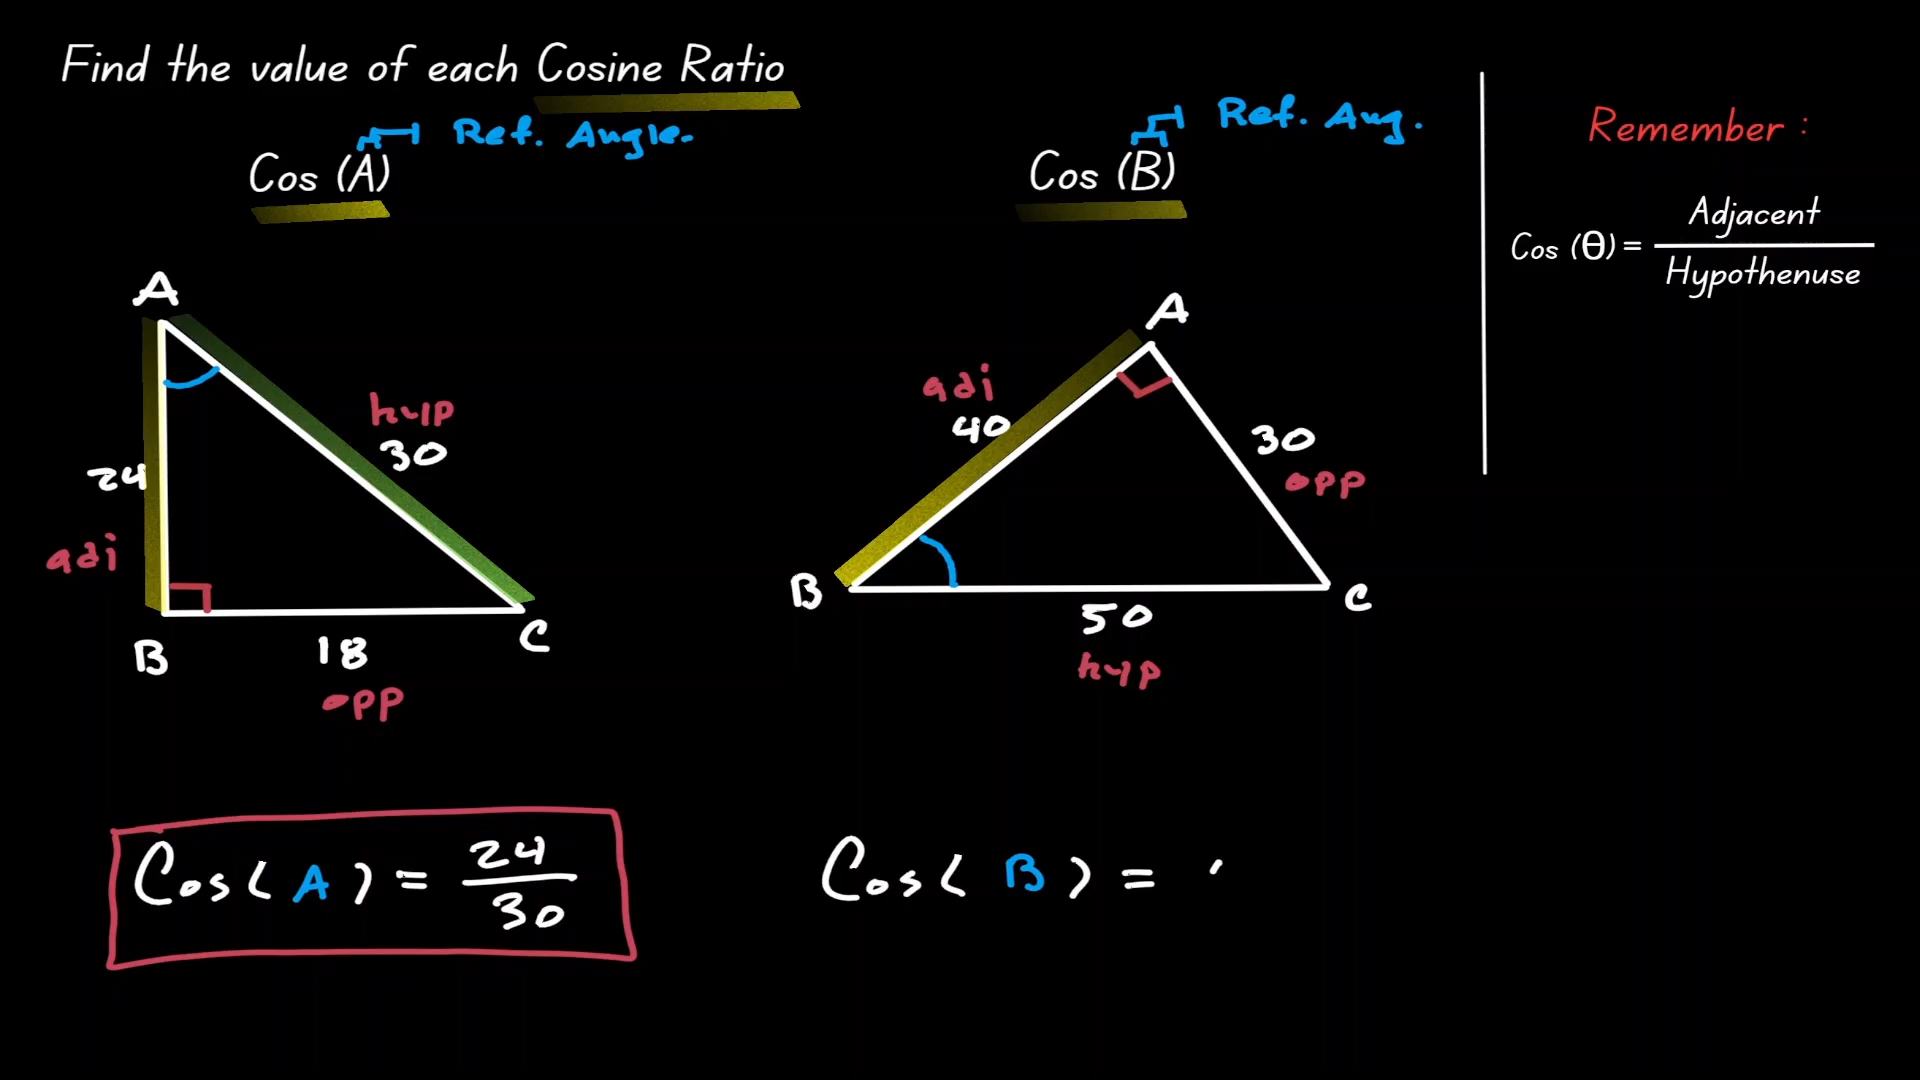 Find the value of each Cosine Ratio
Ref. Angle.
Cos (A)
Ref. Ang.
Cos (B)
Remember :
Cos (θ) = Adjacent
Hypothenuse
A
hyp
30
24
adj
B
18
opp
C
A
adj
40
30
opp
B
50
hyp
C
Cos( A ) = 24
30
Cos( B ) =